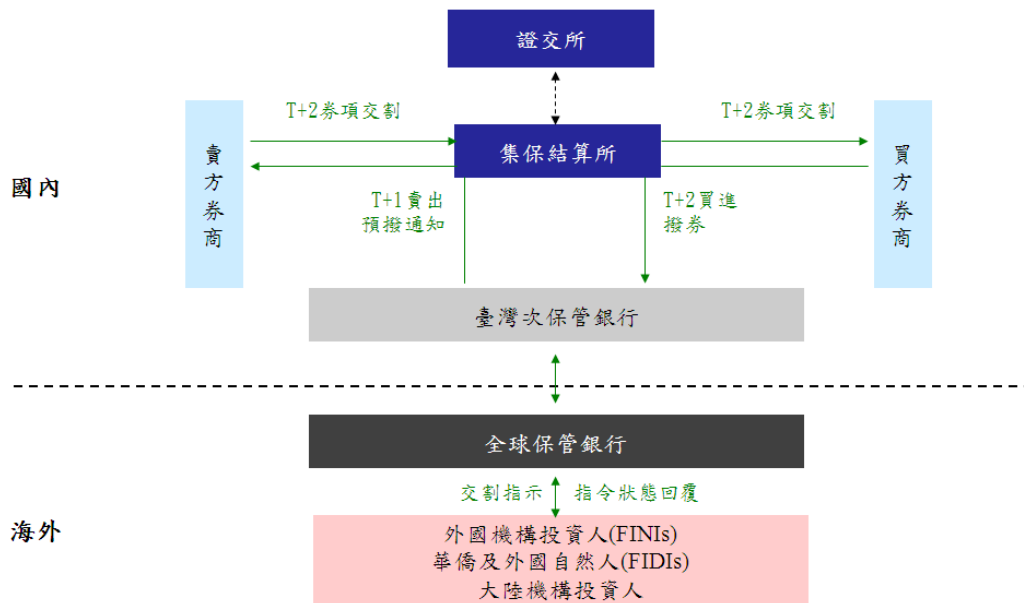 證交所
T+2券項交割
T+2券項交割
賣方券商
集保結算所
買方券商
國內
T+1賣出
預撥通知
T+2買進
撥券
臺灣次保管銀行
全球保管銀行
交割指示
指令狀態回覆
海外
外國機構投資人(FINIs)
華僑及外國自然人(FIDIs)
大陸機構投資人